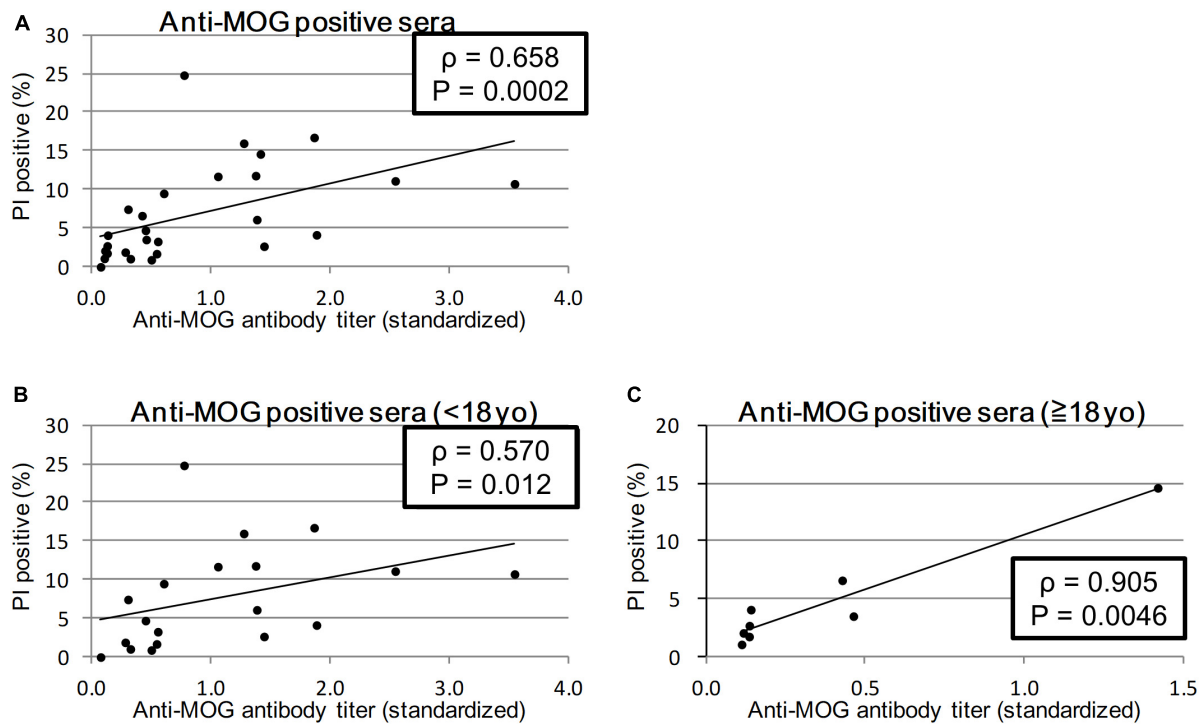 A
Anti-MOG positive sera
ρ = 0.658
P = 0.0002
PI positive (%)
30
25
20
15
10
5
0
0.0 1.0 2.0 3.0 4.0
Anti-MOG antibody titer (standardized)
B
Anti-MOG positive sera (<18 yo)
ρ = 0.570
P = 0.012
PI positive (%)
30
25
20
15
10
5
0
0.0 1.0 2.0 3.0 4.0
Anti-MOG antibody titer (standardized)
C
Anti-MOG positive sera (≧18 yo)
PI positive (%)
20
15
10
5
0
ρ = 0.905
P = 0.0046
0.0 0.5 1.0 1.5
Anti-MOG antibody titer (standardized)